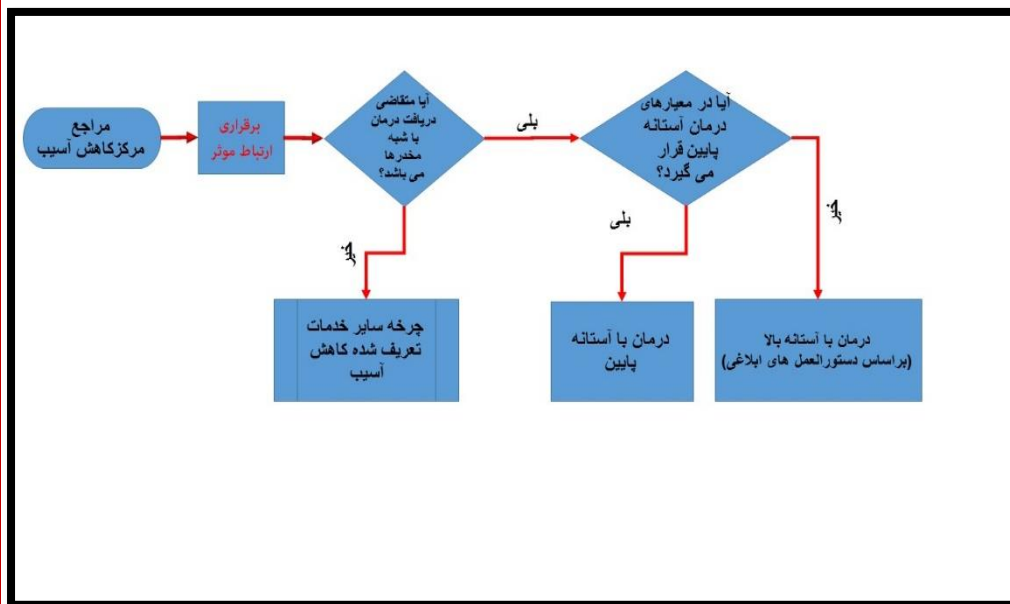 مراجع
مرکزکاهش آسیب
برقراری
ارتباط موثر
آیا متقاضی
دریافت درمان
با شبه
مخدرها
می باشد؟
بلی
خیر
آیا در معیارهای
درمان آستانه
پایین قرار
می گیرد؟
بلی
خیر
چرخه سایر خدمات
تعریف شده کاهش
آسیب
درمان با آستانه
پایین
درمان با آستانه بالا
(براساس دستورالعمل های ابلاغی)